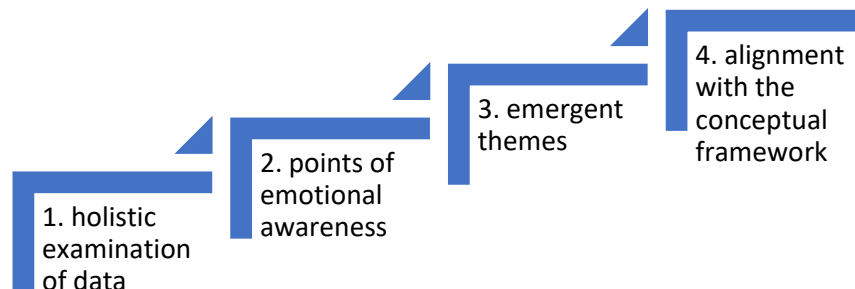 1. holistic
examination
of data
2. points of
emotional
awareness
3. emergent
themes
4. alignment
with the
conceptual
framework